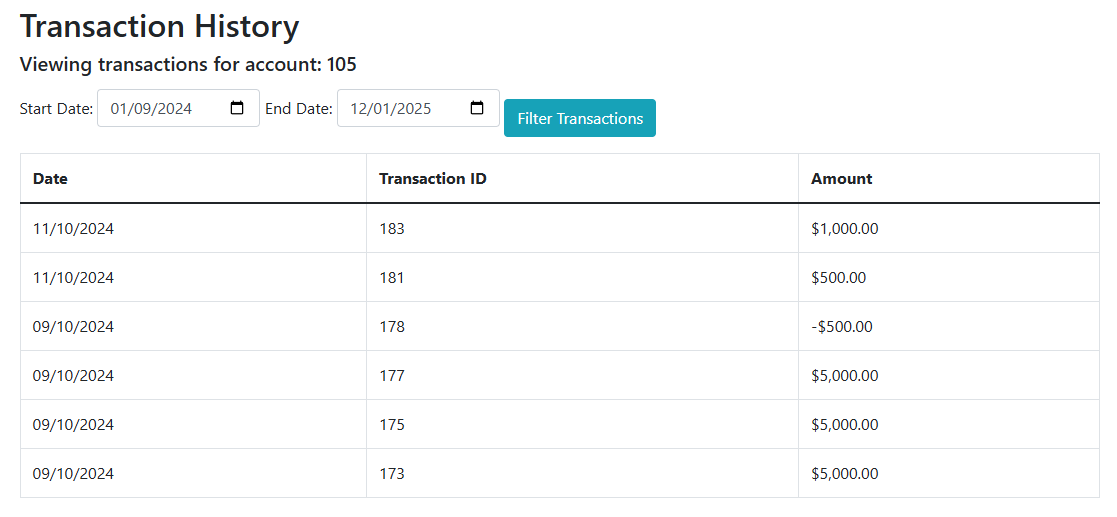 Transaction History
Viewing transactions for account: 105
Start Date: 01/09/2024 End Date: 12/01/2025 Filter Transactions
Date Transaction ID Amount
11/10/2024 183 $1,000.00
11/10/2024 181 $500.00
09/10/2024 178 -$500.00
09/10/2024 177 $5,000.00
09/10/2024 175 $5,000.00
09/10/2024 173 $5,000.00